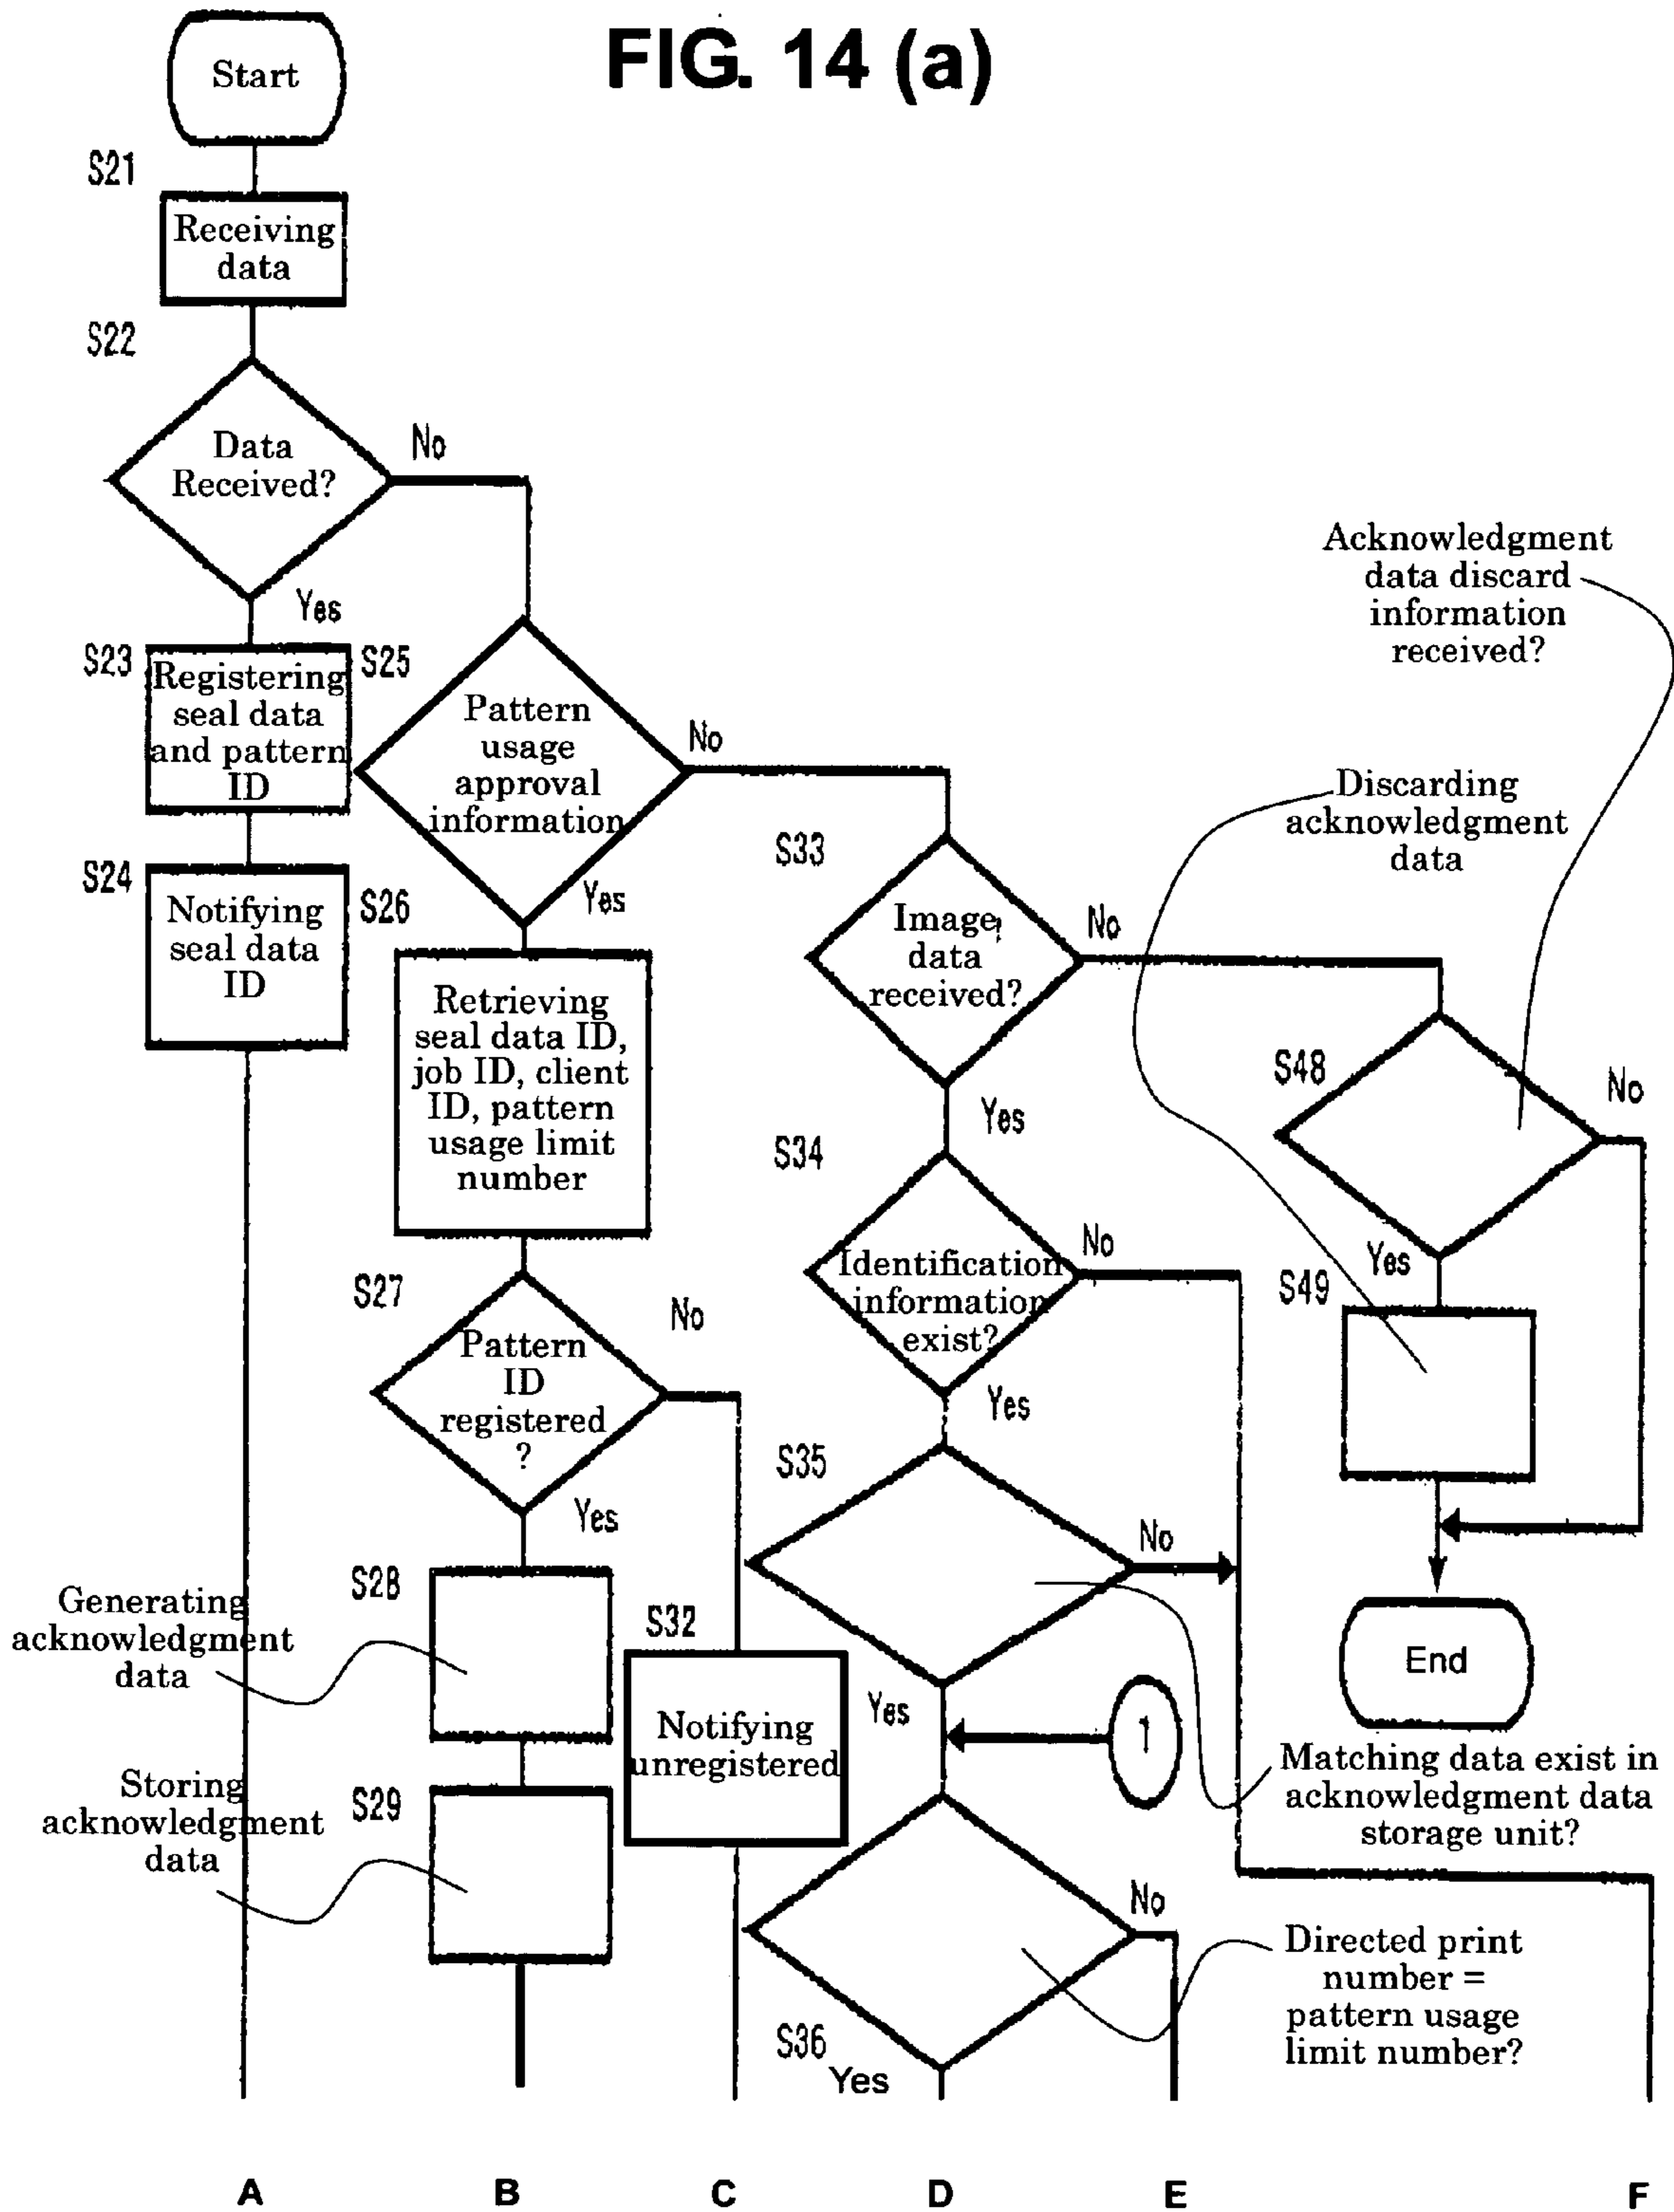 FIG. 14 (a)
Start
S21
Receiving
data
S22
Data
Received?
No
Yes
S23
Registering
seal data
and pattern
ID
S24
Notifying
seal data
ID
S25
Pattern
usage
approval
information
No
Yes
S26
Retrieving
seal data ID,
job ID, client
ID, pattern
usage limit
number
S27
Pattern
ID
registered
?
No
Yes
S28
Generating
acknowledgment
data
S29
Storing
acknowledgment
data
S32
Notifying
unregistered
S33
Image
data
received?
No
Yes
S34
Identification
information
exist?
No
Yes
S35
No
Yes
Matching data exist in
acknowledgment data
storage unit?
1
S36
No
Yes
Directed print
number =
pattern usage
limit number?
Acknowledgment
data discard
information
received?
Discarding
acknowledgment
data
S48
No
Yes
S49
End
A
B
C
D
E
F